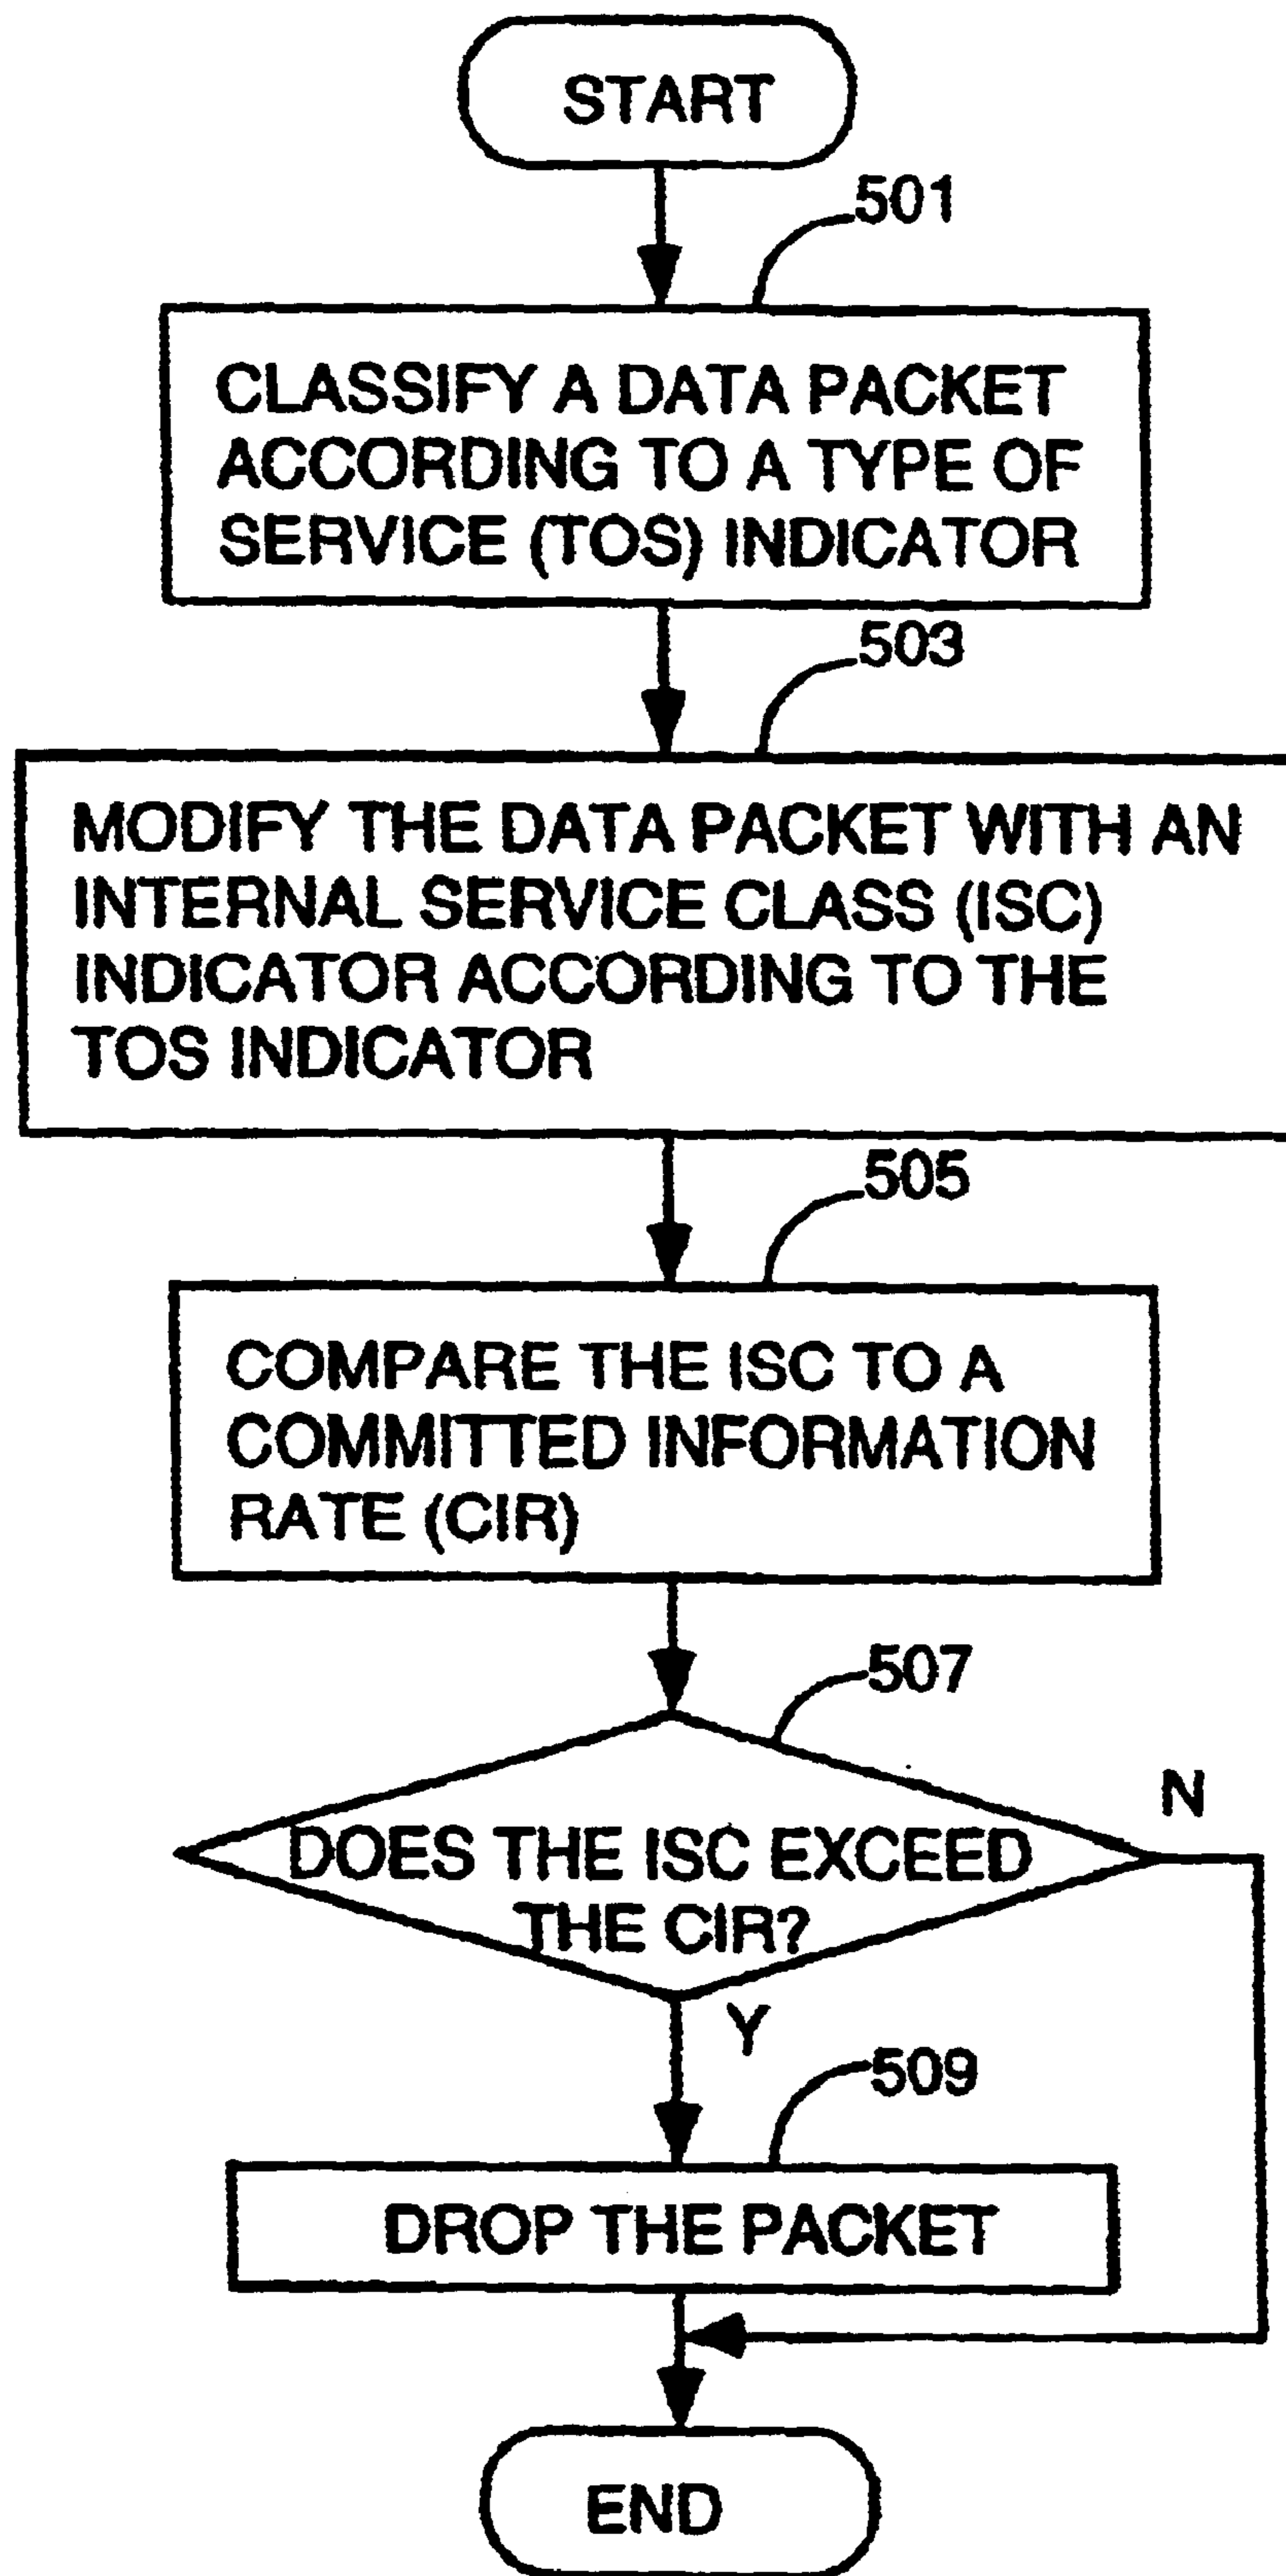 START
501
CLASSIFY A DATA PACKET
ACCORDING TO A TYPE OF
SERVICE (TOS) INDICATOR
503
MODIFY THE DATA PACKET WITH AN
INTERNAL SERVICE CLASS (ISC)
INDICATOR ACCORDING TO THE
TOS INDICATOR
505
COMPARE THE ISC TO A
COMMITTED INFORMATION
RATE (CIR)
507
N
DOES THE ISC EXCEED
THE CIR?
Y
509
DROP THE PACKET
END